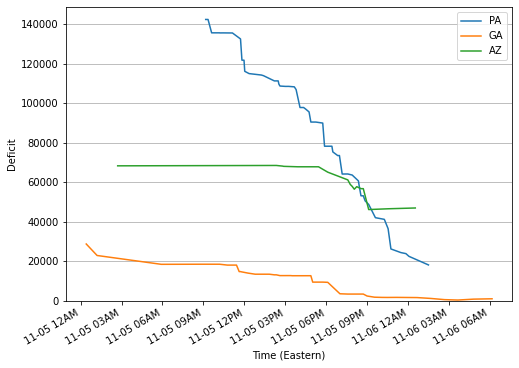 140000
120000
100000
80000
60000
40000
20000
0
Deficit
PA
GA
AZ
11-05 12AM
11-05 03AM
11-05 06AM
11-05 09AM
11-05 12PM
11-05 03PM
11-05 06PM
11-05 09PM
11-06 12AM
11-06 03AM
11-06 06AM
Time (Eastern)